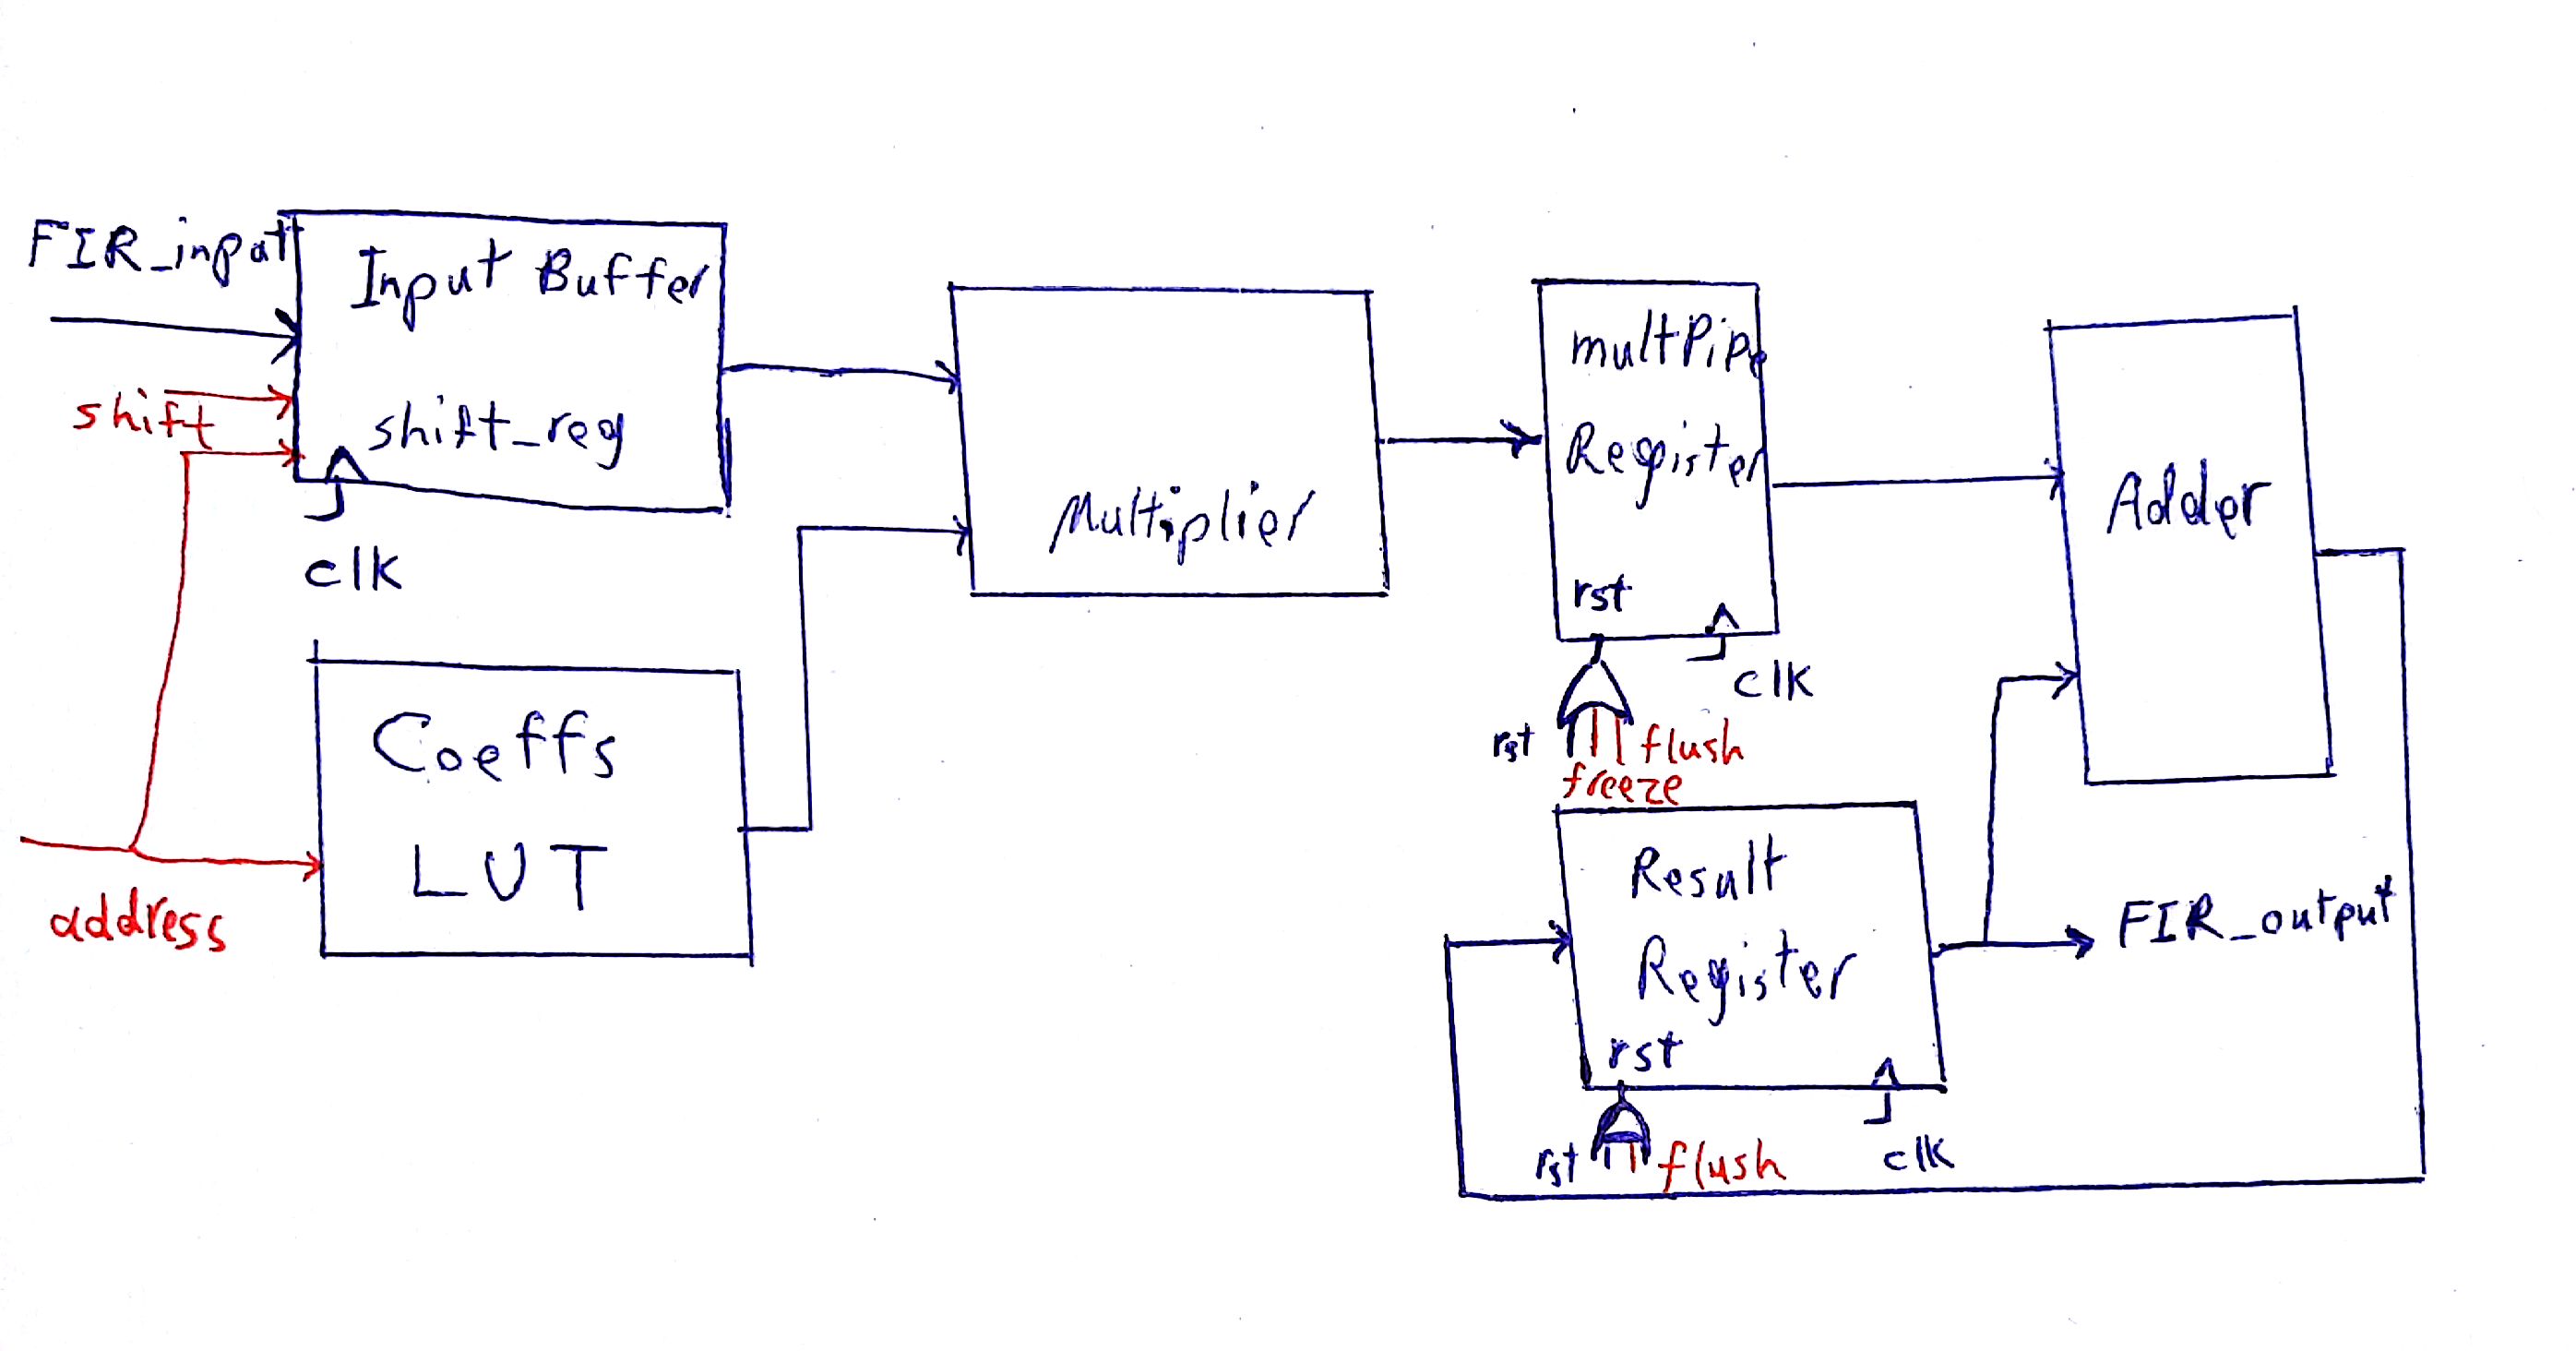 FIR_input
Input Buffer
shift_reg
shift
clk
Coeffs
LUT
address
Multiplier
multPipe
Register
rst
clk
rst
freeze
flush
Adder
Result
Register
rst
rst
flush
clk
FIR_output